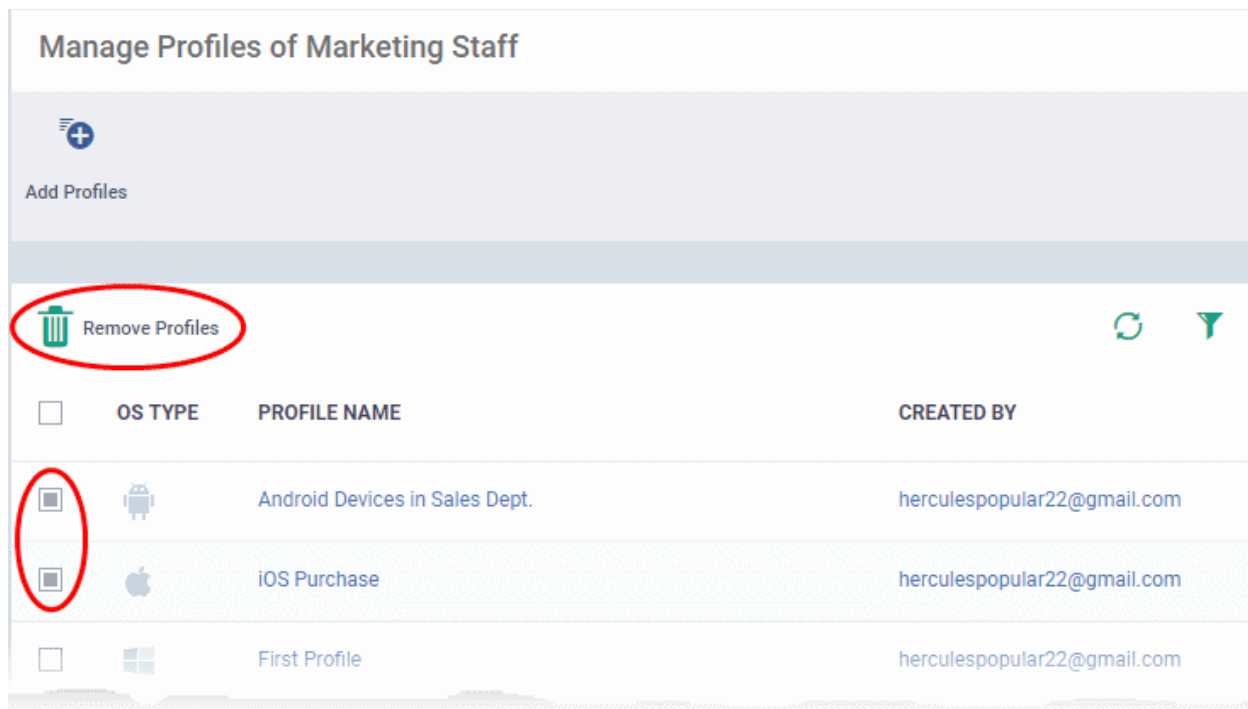 Manage Profiles of Marketing Staff
Add Profiles
Remove Profiles
OS TYPE PROFILE NAME CREATED BY
Android Devices in Sales Dept. herculespopular22@gmail.com
iOS Purchase herculespopular22@gmail.com
First Profile herculespopular22@gmail.com